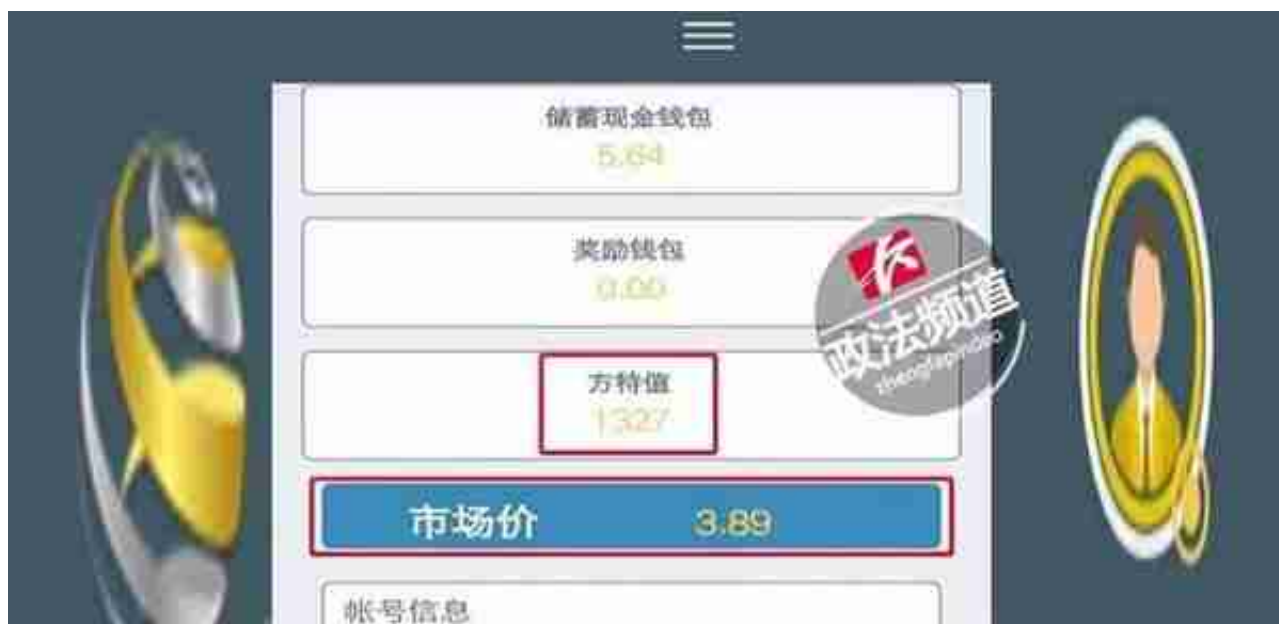 储蓄现金钱包
5.64
奖励钱包
0.00
方特值
1327
市场价 3.89
帐号信息
政法频道
zhengfapindao